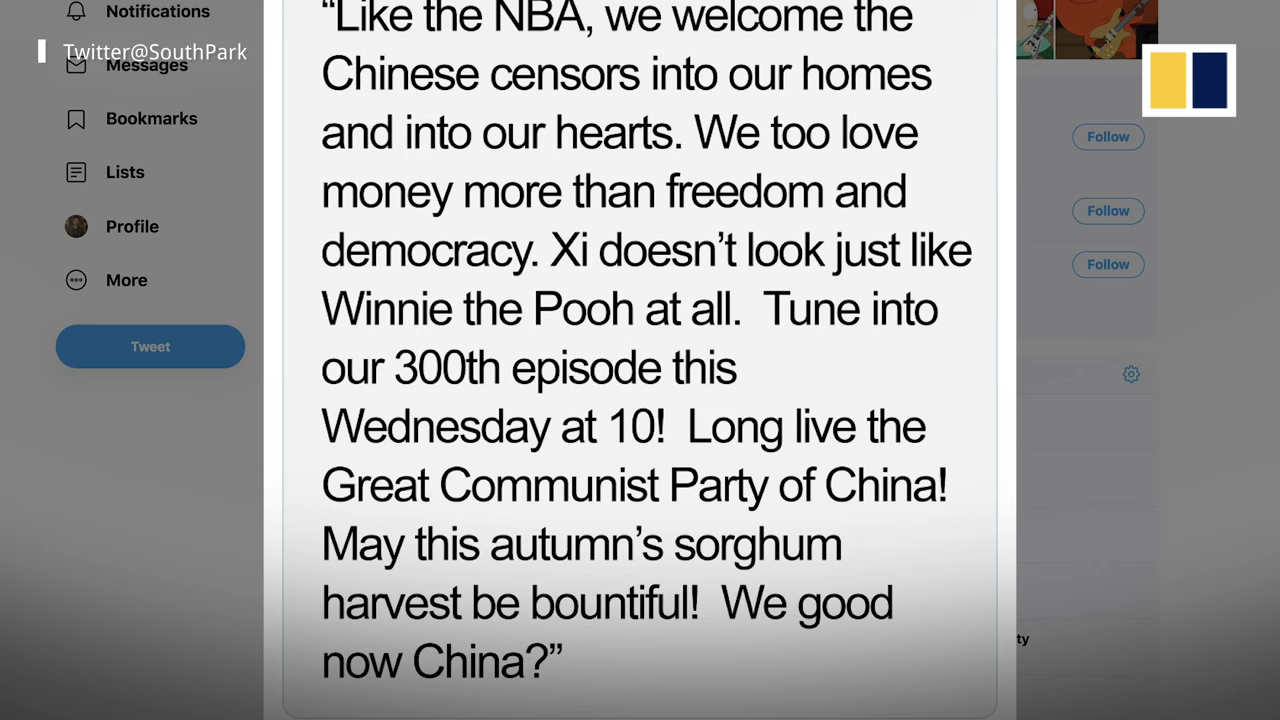 Notifications
Twitter@SouthPark
Messages
Bookmarks
Lists
Profile
More
Tweet
“Like the NBA, we welcome the
Chinese censors into our homes
and into our hearts. We too love
money more than freedom and
democracy. Xi doesn’t look just like
Winnie the Pooh at all.  Tune into
our 300th episode this
Wednesday at 10!  Long live the
Great Communist Party of China!
May this autumn’s sorghum
harvest be bountiful!  We good
now China?”
Follow
Follow
Follow
ty